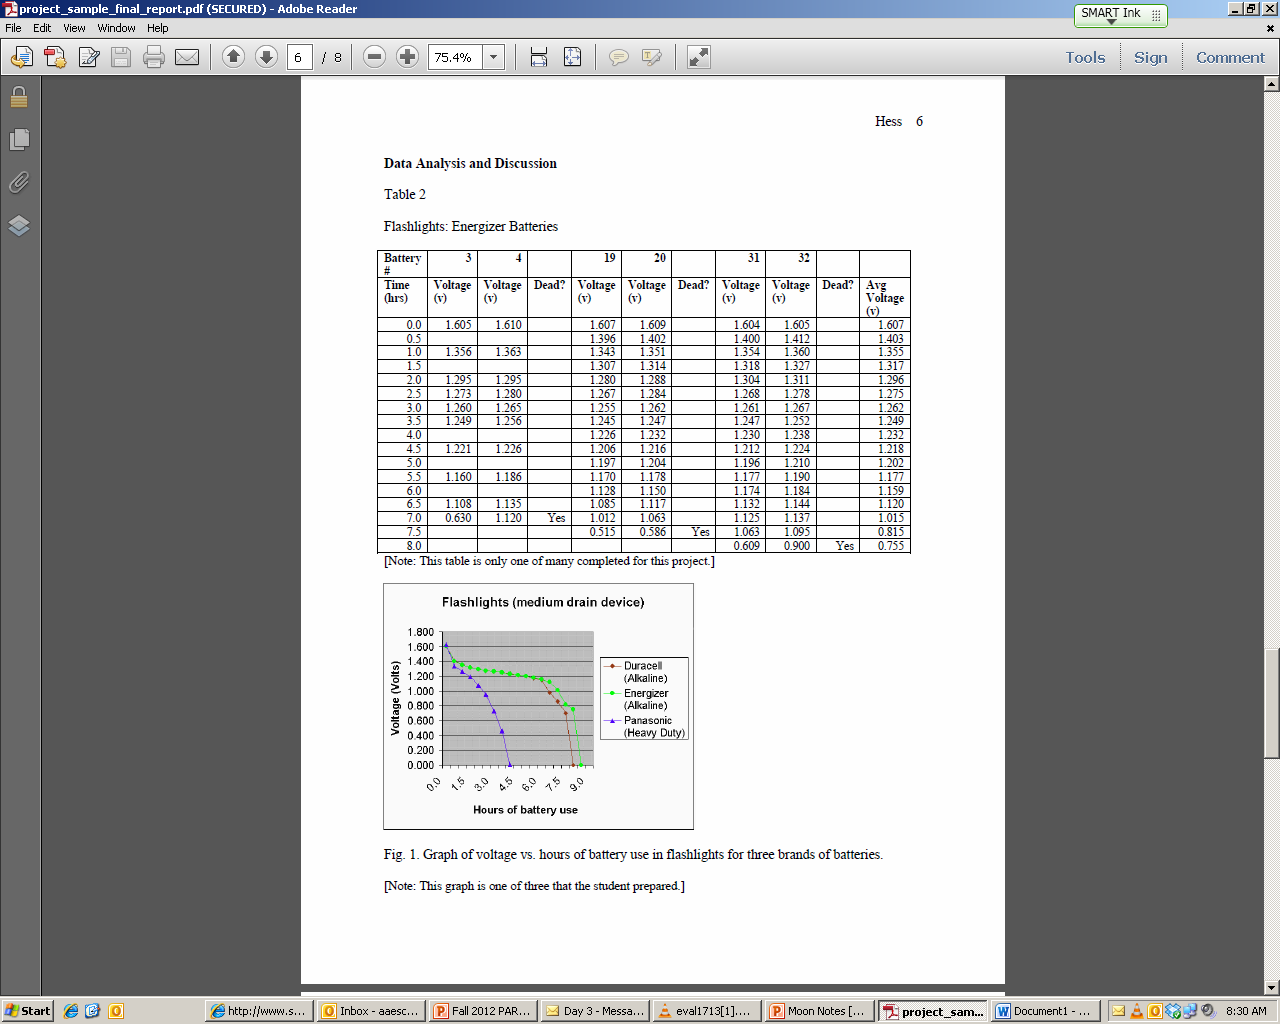 project_sample_final_report.pdf (SECURED) - Adobe Reader
SMART Ink
File Edit View Window Help
6 / 8 75.4% Tools Sign Comment
Hess 6
Data Analysis and Discussion
Table 2
Flashlights: Energizer Batteries
Battery # 3 4 19 20 31 32
Time (hrs) Voltage (v) Voltage (v) Dead? Voltage (v) Voltage (v) Dead? Voltage (v) Voltage (v) Dead? Avg Voltage (v)
0.0 1.605 1.610 1.607 1.609 1.604 1.605 1.607
0.5 1.396 1.402 1.400 1.412 1.403
1.0 1.356 1.363 1.343 1.351 1.354 1.360 1.355
1.5 1.307 1.314 1.318 1.327 1.317
2.0 1.295 1.295 1.280 1.288 1.304 1.311 1.296
2.5 1.273 1.280 1.267 1.284 1.268 1.278 1.275
3.0 1.260 1.265 1.255 1.262 1.261 1.267 1.262
3.5 1.249 1.256 1.245 1.247 1.247 1.252 1.249
4.0 1.226 1.232 1.230 1.238 1.232
4.5 1.221 1.226 1.206 1.216 1.212 1.224 1.218
5.0 1.197 1.204 1.196 1.210 1.202
5.5 1.160 1.186 1.170 1.178 1.177 1.190 1.177
6.0 1.128 1.150 1.174 1.184 1.159
6.5 1.108 1.135 1.085 1.117 1.132 1.144 1.120
7.0 0.630 1.120 Yes 1.012 1.063 1.125 1.137 1.015
7.5 0.515 0.586 Yes 1.063 1.095 0.815
8.0 0.609 0.900 Yes 0.755
[Note: This table is only one of many completed for this project.]
Flashlights (medium drain device)
Voltage (Volts)
1.800
1.600
1.400
1.200
1.000
0.800
0.600
0.400
0.200
0.000
0.0 1.5 3.0 4.5 6.0 7.5 9.0
Hours of battery use
Duracell
(Alkaline)
Energizer
(Alkaline)
Panasonic
(Heavy Duty)
Fig. 1. Graph of voltage vs. hours of battery use in flashlights for three brands of batteries.
[Note: This graph is one of three that the student prepared.]
Start http://www.s... Inbox - aaesc... Fall 2012 PAR... Day 3 - Messa... eval1713[1].... Moon Notes [... project_sam... Document1 - ... 8:30 AM